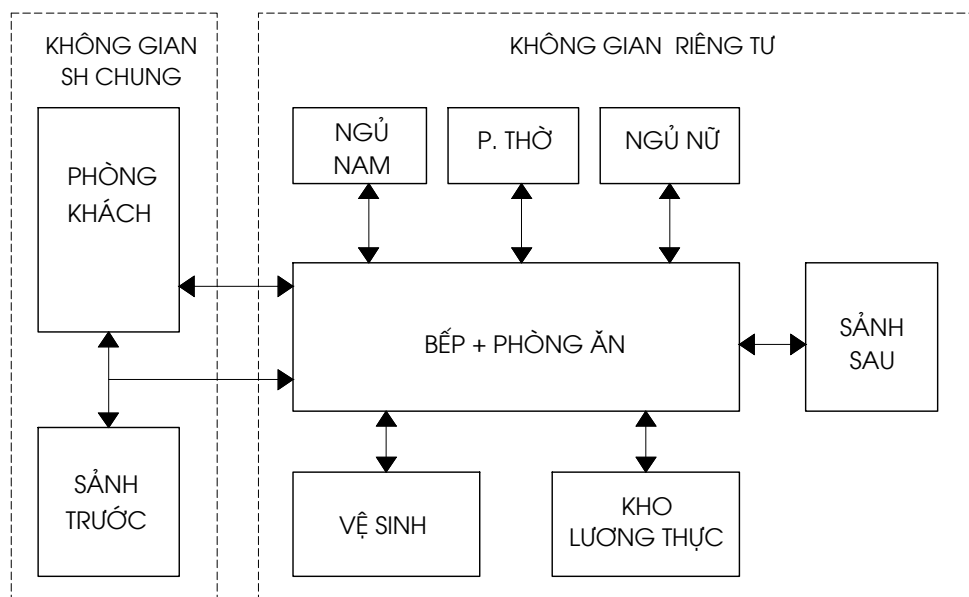 KHÔNG GIAN
SH CHUNG
KHÔNG GIAN RIÊNG TƯ
PHÒNG
KHÁCH
NGỦ
NAM
P. THỜ
NGỦ NỮ
BẾP + PHÒNG ĂN
SẢNH
SAU
SẢNH
TRƯỚC
VỆ SINH
KHO
LƯƠNG THỰC